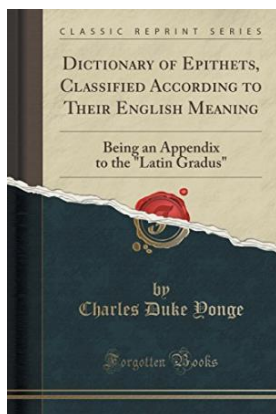 CLASSIC REPRINT SERIES
DICTIONARY OF EPITHETS,
CLASSIFIED ACCORDING TO
THEIR ENGLISH MEANING
Being an Appendix
to the "Latin Gradus"
by
Charles Duke Yonge
Forgotten Books